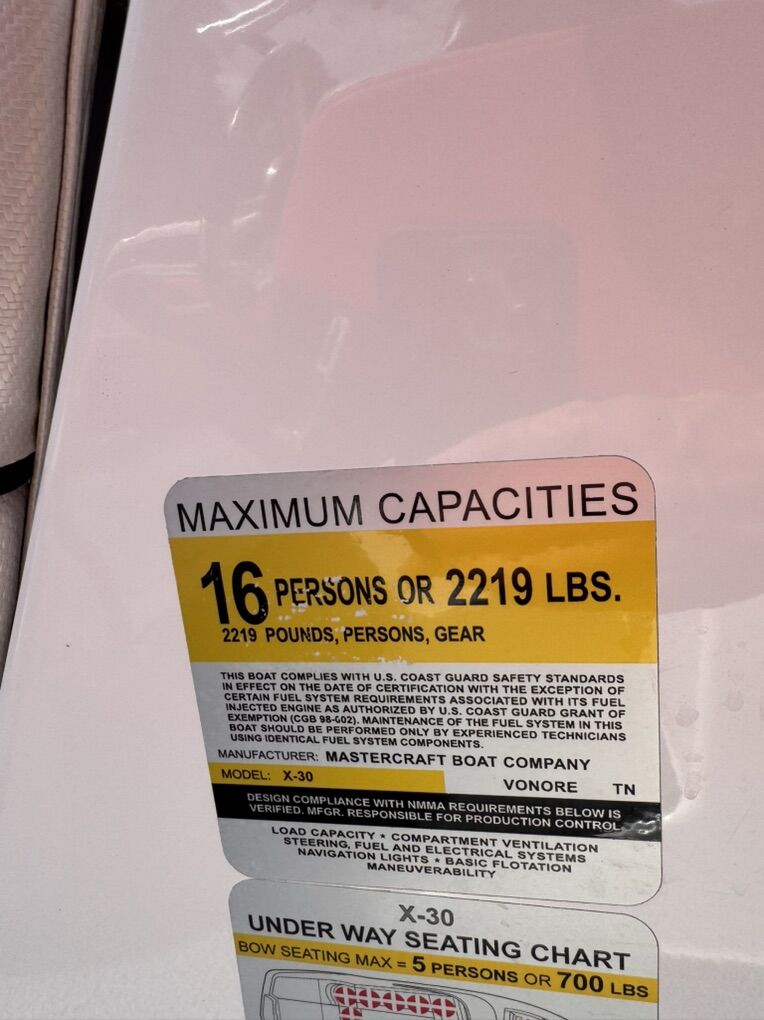 MAXIMUM CAPACITIES
16 PERSONS OR 2219 LBS.
2219 POUNDS, PERSONS, GEAR
THIS BOAT COMPLIES WITH U.S. COAST GUARD SAFETY STANDARDS
IN EFFECT ON THE DATE OF CERTIFICATION WITH THE EXCEPTION OF
CERTAIN FUEL SYSTEM REQUIREMENTS ASSOCIATED WITH ITS FUEL
INJECTED ENGINE AS AUTHORIZED BY U.S. COAST GUARD GRANT OF
EXEMPTION (CGB 98-002). MAINTENANCE OF THE FUEL SYSTEM IN THIS
BOAT SHOULD BE PERFORMED ONLY BY EXPERIENCED TECHNICIANS
USING IDENTICAL FUEL SYSTEM COMPONENTS.
MANUFACTURER: MASTERCRAFT BOAT COMPANY
MODEL: X-30 VONORE TN
DESIGN COMPLIANCE WITH NMMA REQUIREMENTS BELOW IS
VERIFIED. MFGR. RESPONSIBLE FOR PRODUCTION CONTROL
LOAD CAPACITY * COMPARTMENT VENTILATION
STEERING, FUEL AND ELECTRICAL SYSTEMS
NAVIGATION LIGHTS * BASIC FLOTATION
MANEUVERABILITY
X-30
UNDER WAY SEATING CHART
BOW SEATING MAX = 5 PERSONS OR 700 LBS